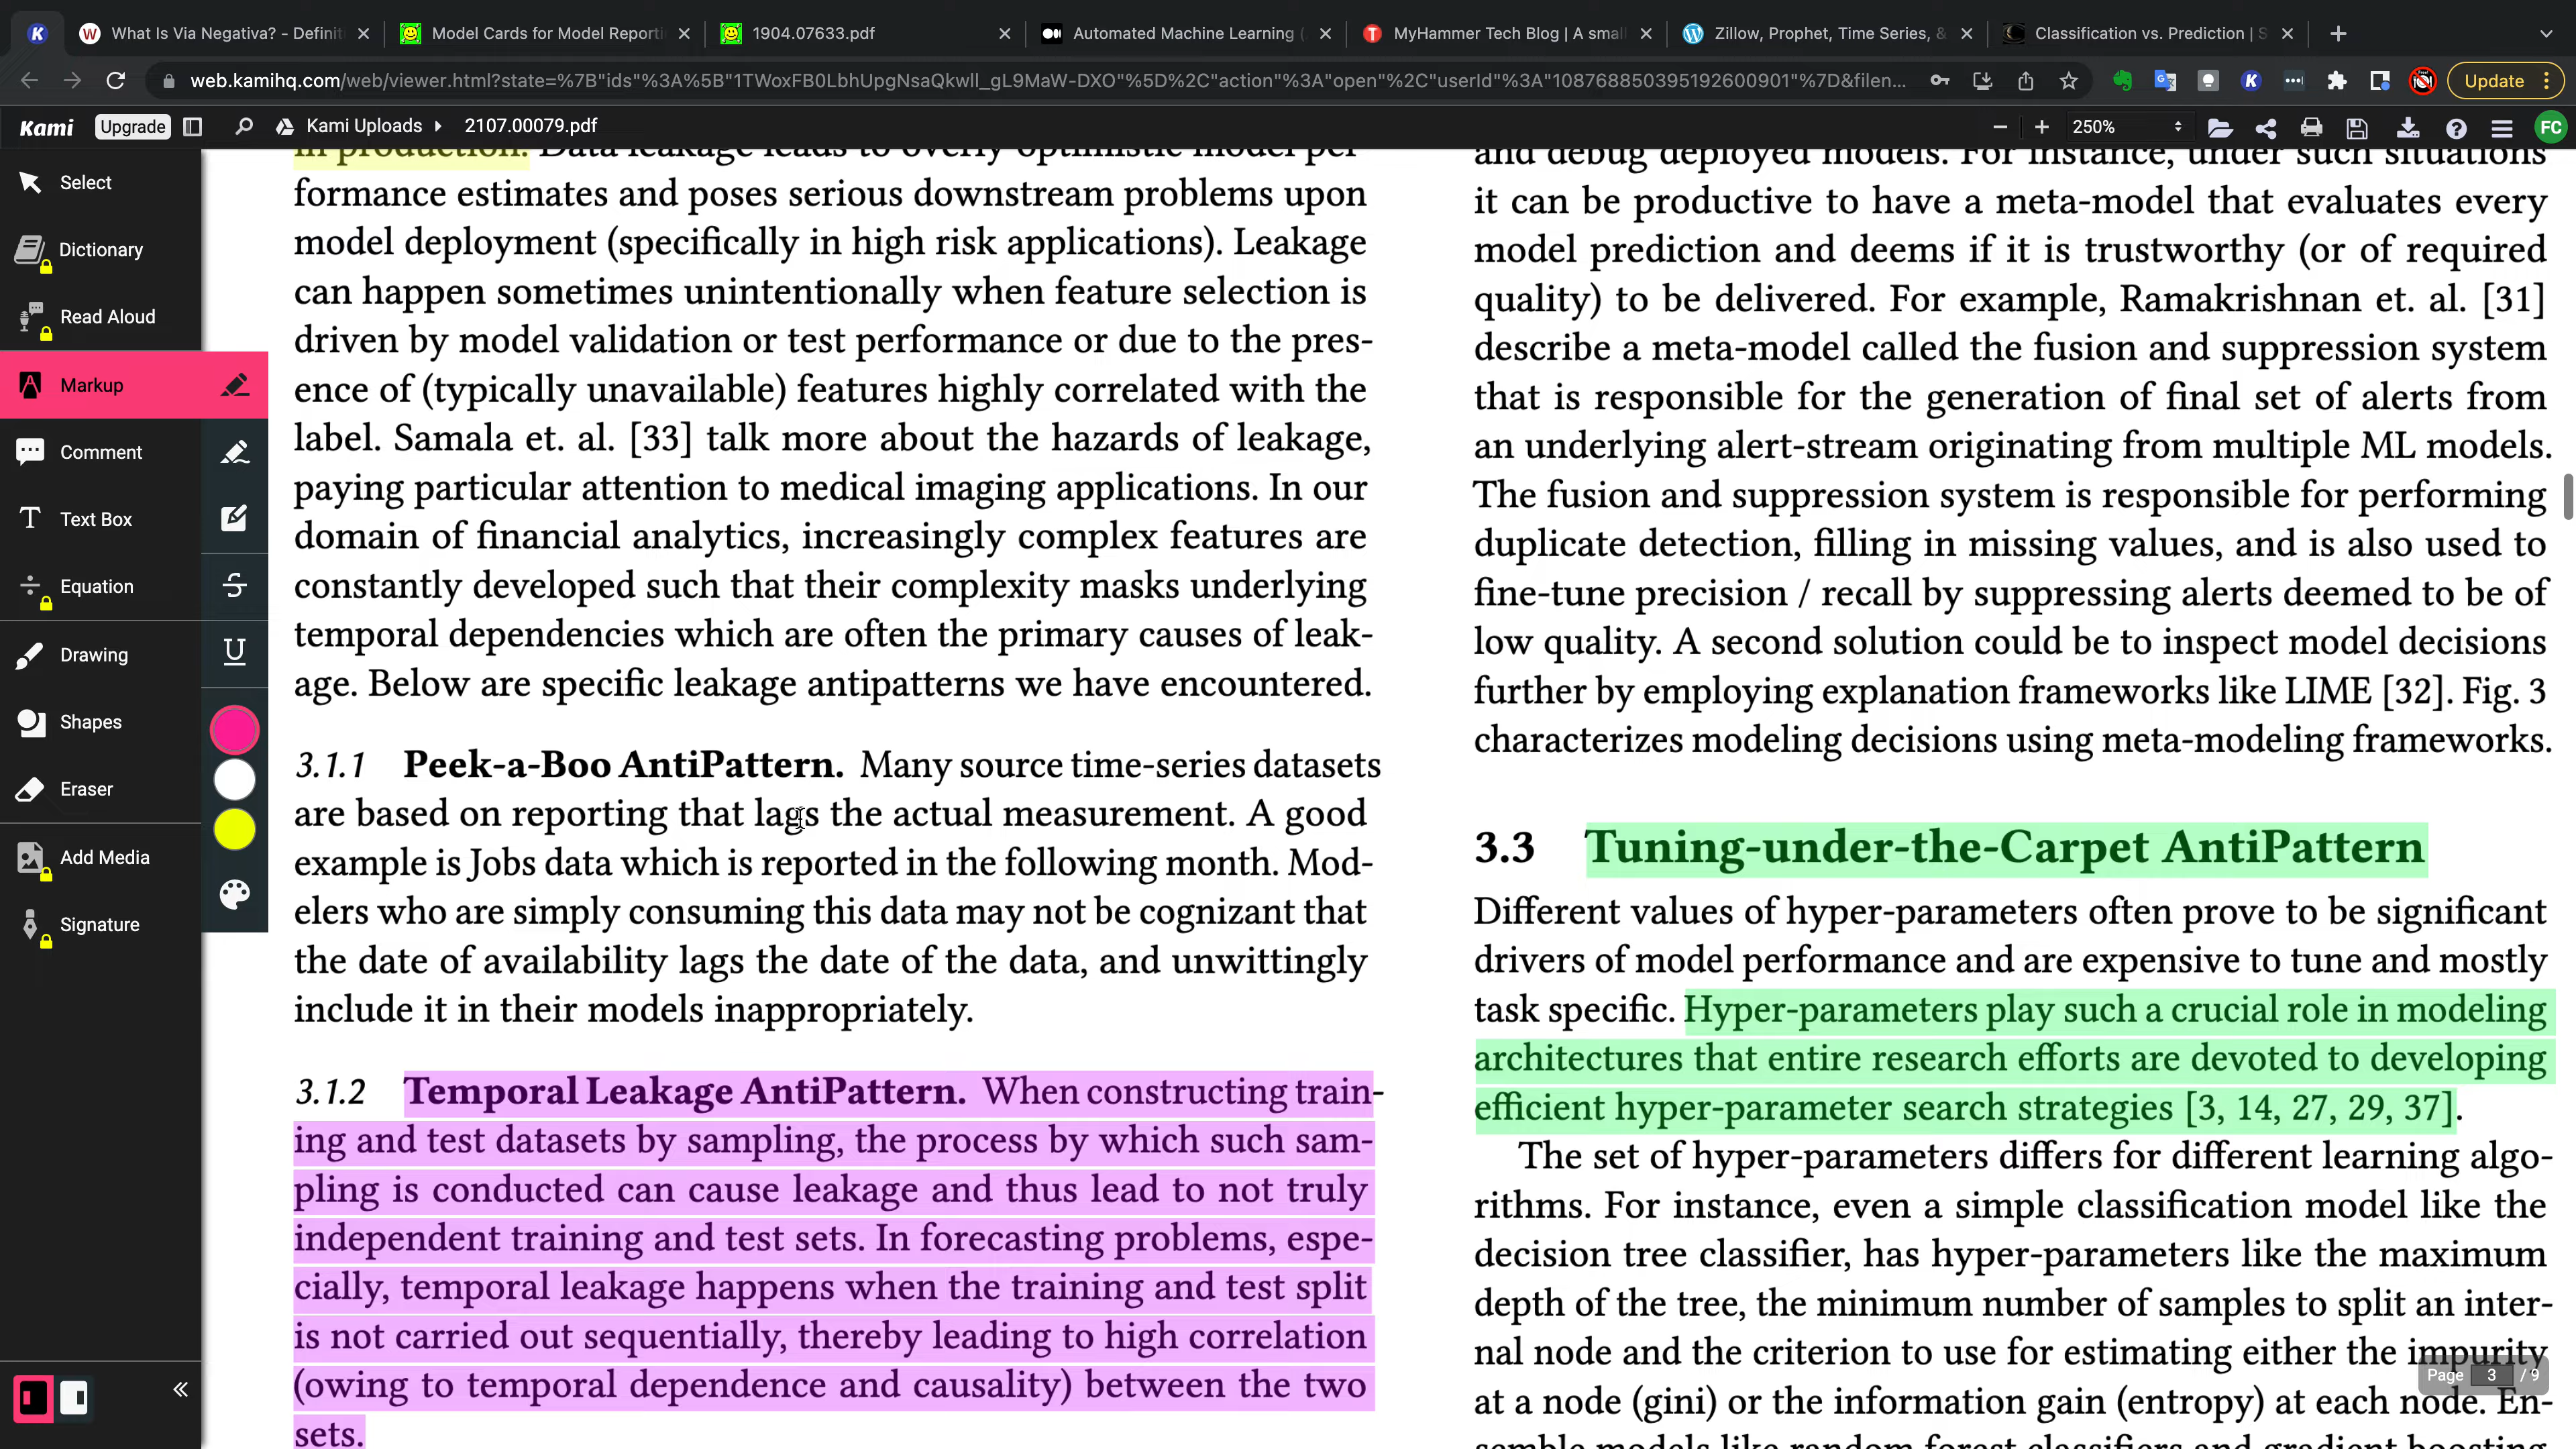 What Is Via Negativa? - Definiti
Model Cards for Model Reporti
1904.07633.pdf
Automated Machine Learning (
MyHammer Tech Blog | A small
Zillow, Prophet, Time Series, &
Classification vs. Prediction | S
web.kamihq.com/web/viewer.html?state=%7B"ids"%3A%5B"1TWoxFB0LbhUpgNsaQkwll_gL9MaW-DXO"%5D%2C"action"%3A"open"%2C"userId"%3A"108768850395192600901"%7D&filen...
Update
Kami
Upgrade
Kami Uploads
2107.00079.pdf
250%
FC
Select
Dictionary
Read Aloud
Markup
Comment
Text Box
Equation
Drawing
Shapes
Eraser
Add Media
Signature
in production. Data leakage leads to overly optimistic model per-
formance estimates and poses serious downstream problems upon
model deployment (specifically in high risk applications). Leakage
can happen sometimes unintentionally when feature selection is
driven by model validation or test performance or due to the pres-
ence of (typically unavailable) features highly correlated with the
label. Samala et. al. [33] talk more about the hazards of leakage,
paying particular attention to medical imaging applications. In our
domain of financial analytics, increasingly complex features are
constantly developed such that their complexity masks underlying
temporal dependencies which are often the primary causes of leak-
age. Below are specific leakage antipatterns we have encountered.
3.1.1 Peek-a-Boo AntiPattern. Many source time-series datasets
are based on reporting that lags the actual measurement. A good
example is Jobs data which is reported in the following month. Mod-
elers who are simply consuming this data may not be cognizant that
the date of availability lags the date of the data, and unwittingly
include it in their models inappropriately.
3.1.2 Temporal Leakage AntiPattern. When constructing train-
ing and test datasets by sampling, the process by which such sam-
pling is conducted can cause leakage and thus lead to not truly
independent training and test sets. In forecasting problems, espe-
cially, temporal leakage happens when the training and test split
is not carried out sequentially, thereby leading to high correlation
(owing to temporal dependence and causality) between the two
sets.
and debug deployed models. For instance, under such situations
it can be productive to have a meta-model that evaluates every
model prediction and deems if it is trustworthy (or of required
quality) to be delivered. For example, Ramakrishnan et. al. [31]
describe a meta-model called the fusion and suppression system
that is responsible for the generation of final set of alerts from
an underlying alert-stream originating from multiple ML models.
The fusion and suppression system is responsible for performing
duplicate detection, filling in missing values, and is also used to
fine-tune precision / recall by suppressing alerts deemed to be of
low quality. A second solution could be to inspect model decisions
further by employing explanation frameworks like LIME [32]. Fig. 3
characterizes modeling decisions using meta-modeling frameworks.
3.3 Tuning-under-the-Carpet AntiPattern
Different values of hyper-parameters often prove to be significant
drivers of model performance and are expensive to tune and mostly
task specific. Hyper-parameters play such a crucial role in modeling
architectures that entire research efforts are devoted to developing
efficient hyper-parameter search strategies [3, 14, 27, 29, 37].
The set of hyper-parameters differs for different learning algo-
rithms. For instance, even a simple classification model like the
decision tree classifier, has hyper-parameters like the maximum
depth of the tree, the minimum number of samples to split an inter-
nal node and the criterion to use for estimating either the impurity
at a node (gini) or the information gain (entropy) at each node. En-
semble models like random forest classifiers and gradient boosting
Page 3 / 9